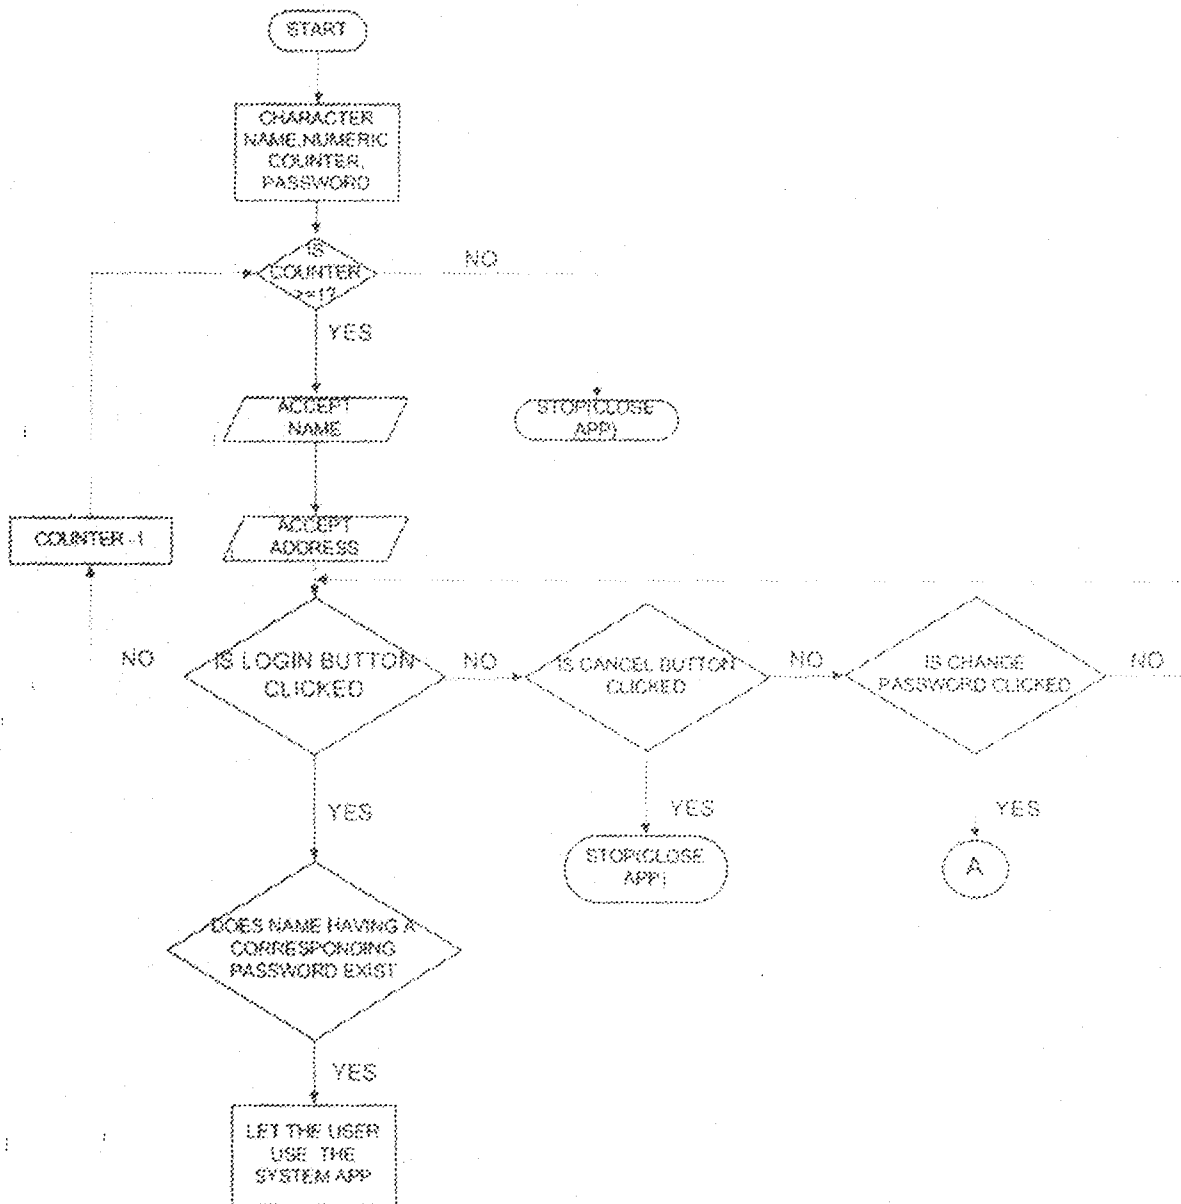 START
CHARACTER
NAME,NUMERIC
COUNTER,
PASSWORD
IS
COUNTER
>=1?
NO
YES
ACCEPT
NAME
STOP(CLOSE
APP)
COUNTER -1
ACCEPT
ADDRESS
NO
IS LOGIN BUTTON
CLICKED
NO
IS CANCEL BUTTON
CLICKED
NO
IS CHANGE
PASSWORD CLICKED
NO
YES
YES
YES
STOP(CLOSE
APP)
A
DOES NAME HAVING A
CORRESPONDING
PASSWORD EXIST
YES
LET THE USER
USE THE
SYSTEM APP